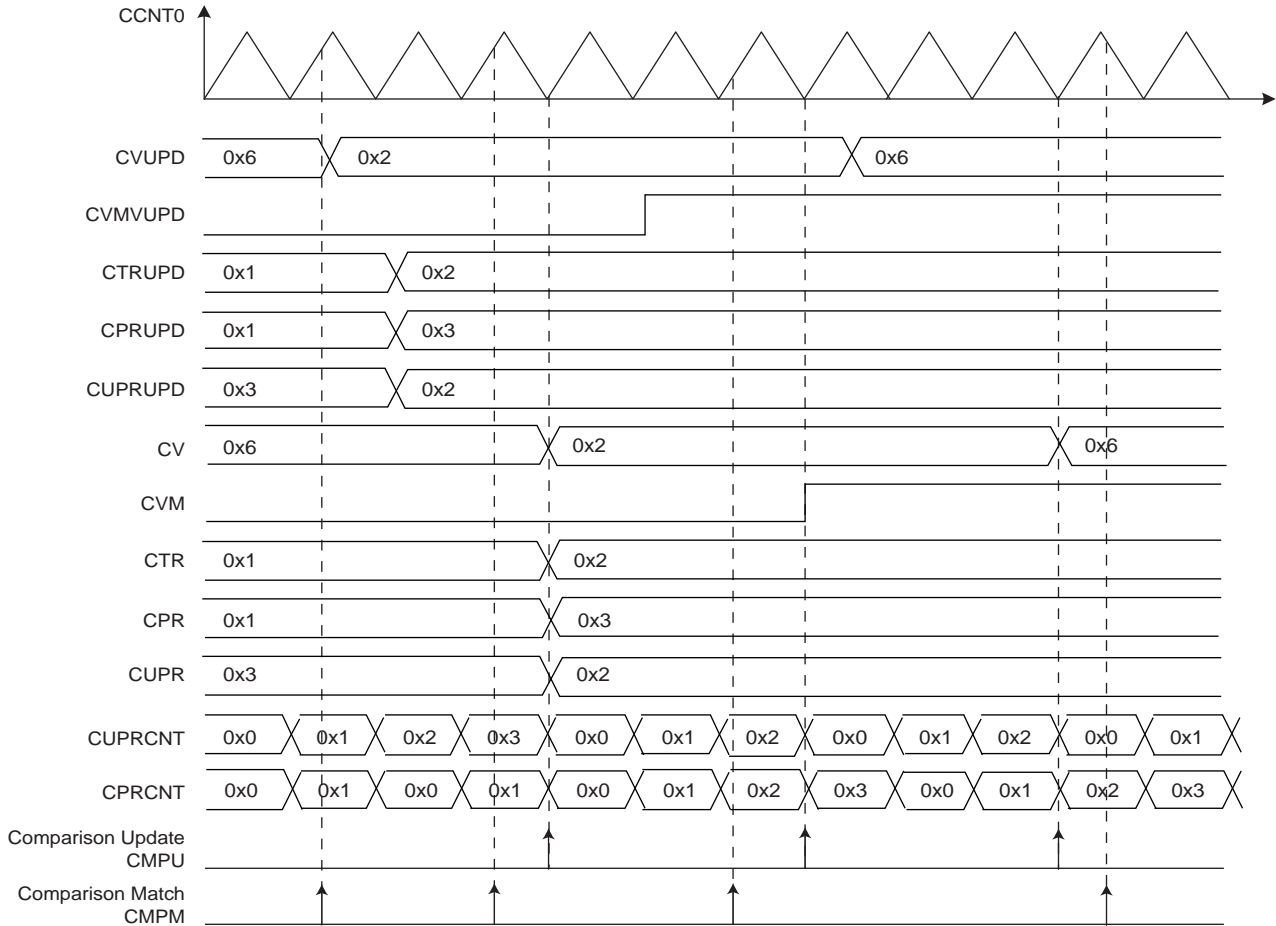 CCNT0
CVUPD 0x6 0x2 0x6
CVMVUPD
CTRUPD 0x1 0x2
CPRUPD 0x1 0x3
CUPRUPD 0x3 0x2
CV 0x6 0x2 0x6
CVM
CTR 0x1 0x2
CPR 0x1 0x3
CUPR 0x3 0x2
CUPRCNT 0x0 0x1 0x2 0x3 0x0 0x1 0x2 0x0 0x1 0x2 0x0 0x1
CPRCNT 0x0 0x1 0x0 0x1 0x0 0x1 0x2 0x3 0x0 0x1 0x2 0x3
Comparison Update
CMPU
Comparison Match
CMPM